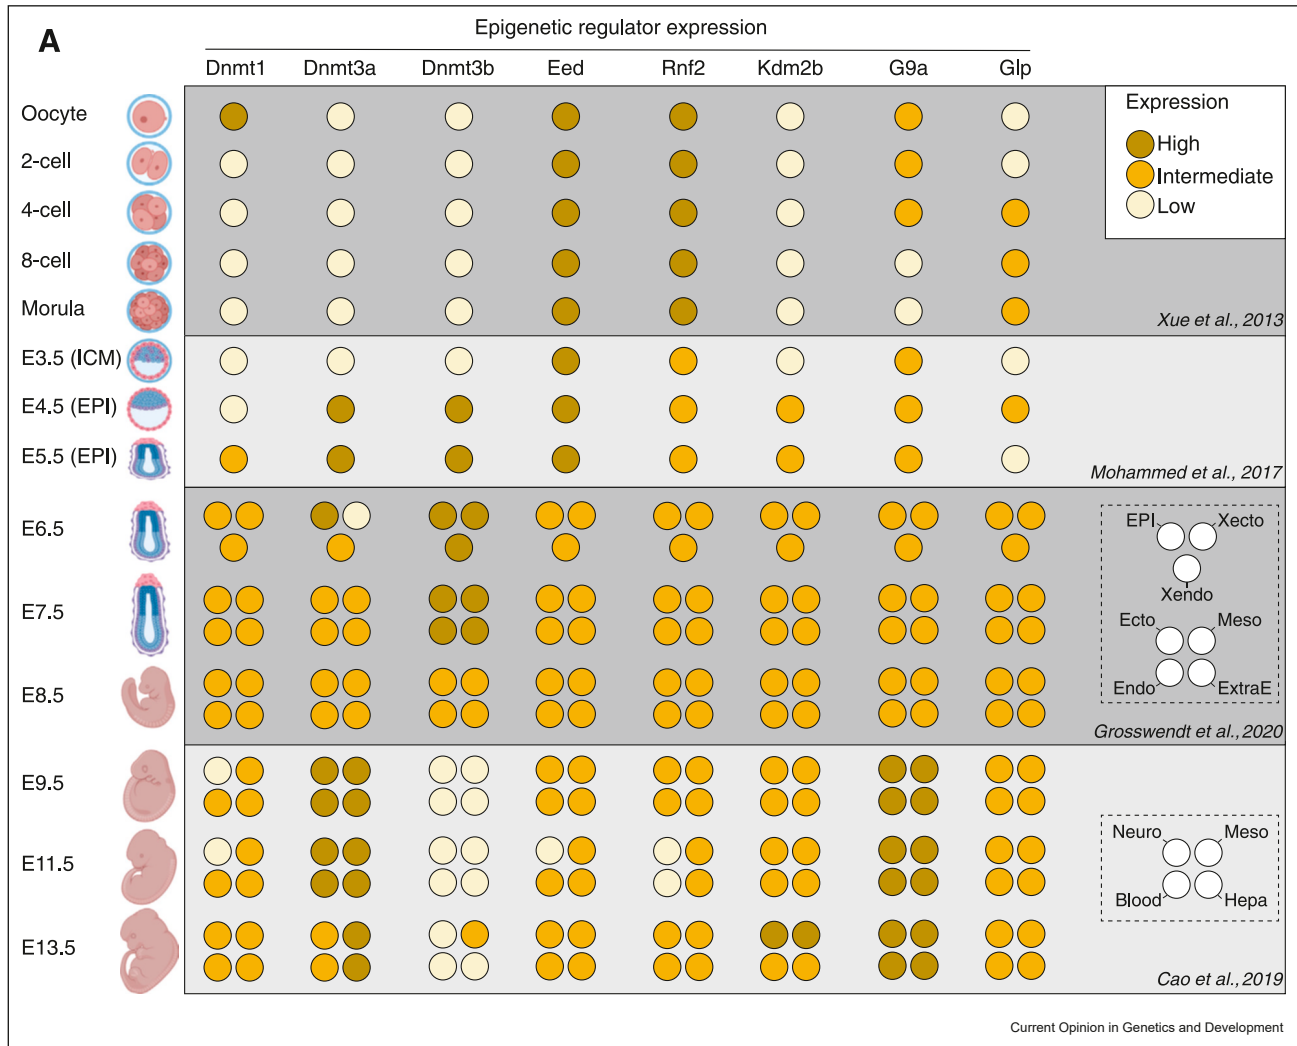 A
Epigenetic regulator expression
Dnmt1 Dnmt3a Dnmt3b Eed Rnf2 Kdm2b G9a Glp
Oocyte
2-cell
4-cell
8-cell
Morula
Expression
High
Intermediate
Low
Xue et al., 2013
E3.5 (ICM)
E4.5 (EPI)
E5.5 (EPI)
Mohammed et al., 2017
E6.5
E7.5
E8.5
EPI Xecto
Xendo
Ecto Meso
Endo ExtraE
Grosswendt et al., 2020
E9.5
E11.5
E13.5
Neuro Meso
Blood Hepa
Cao et al., 2019
Current Opinion in Genetics and Development